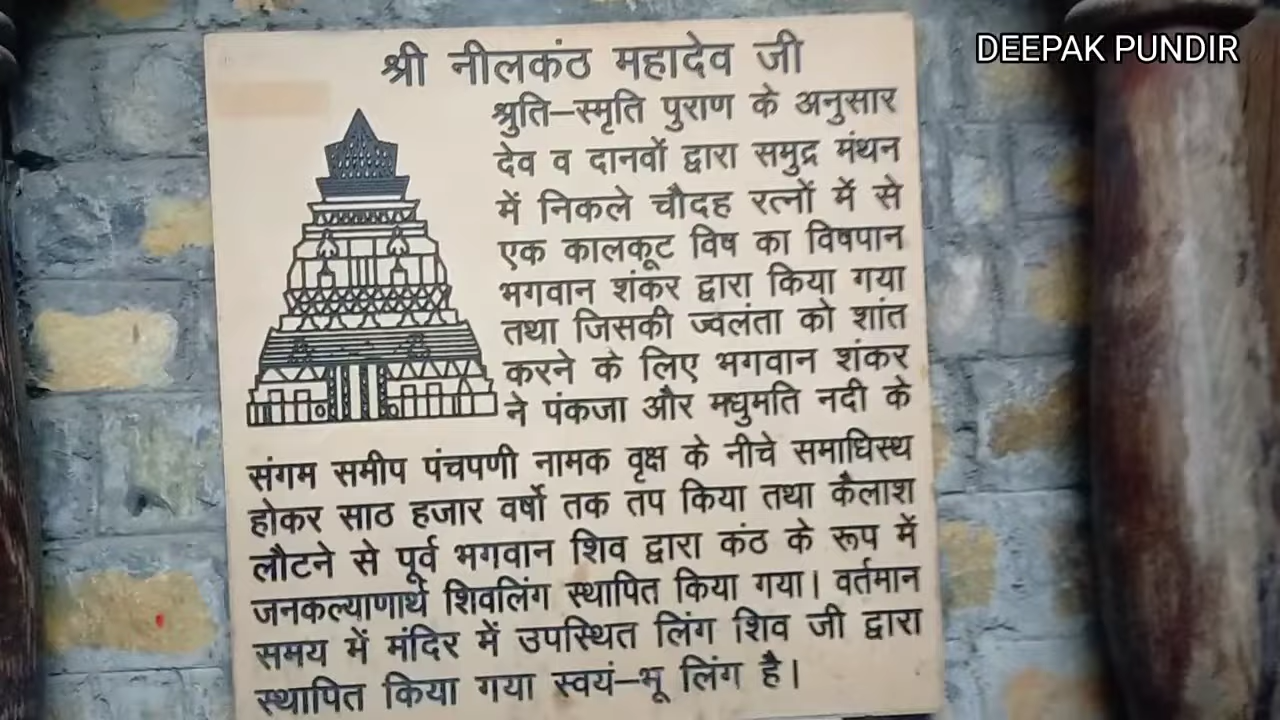 DEEPAK PUNDIR
श्री नीलकंठ महादेव जी
श्रुति–स्मृति पुराण के अनुसार
देव व दानवों द्वारा समुद्र मंथन
में निकले चौदह रत्नों में से
एक कालकूट विष का विषपान
भगवान शंकर द्वारा किया गया
तथा जिसकी ज्वलंता को शांत
करने के लिए भगवान शंकर
ने पंकजा और मधुमति नदी के
संगम समीप पंचपणी नामक वृक्ष के नीचे समाधिस्थ
होकर साठ हजार वर्षो तक तप किया तथा कैलाश
लौटने से पूर्व भगवान शिव द्वारा कंठ के रूप में
जनकल्याणार्थ शिवलिंग स्थापित किया गया। वर्तमान
समय में मंदिर में उपस्थित लिंग शिव जी द्वारा
स्थापित किया गया स्वयं–भू लिंग है।